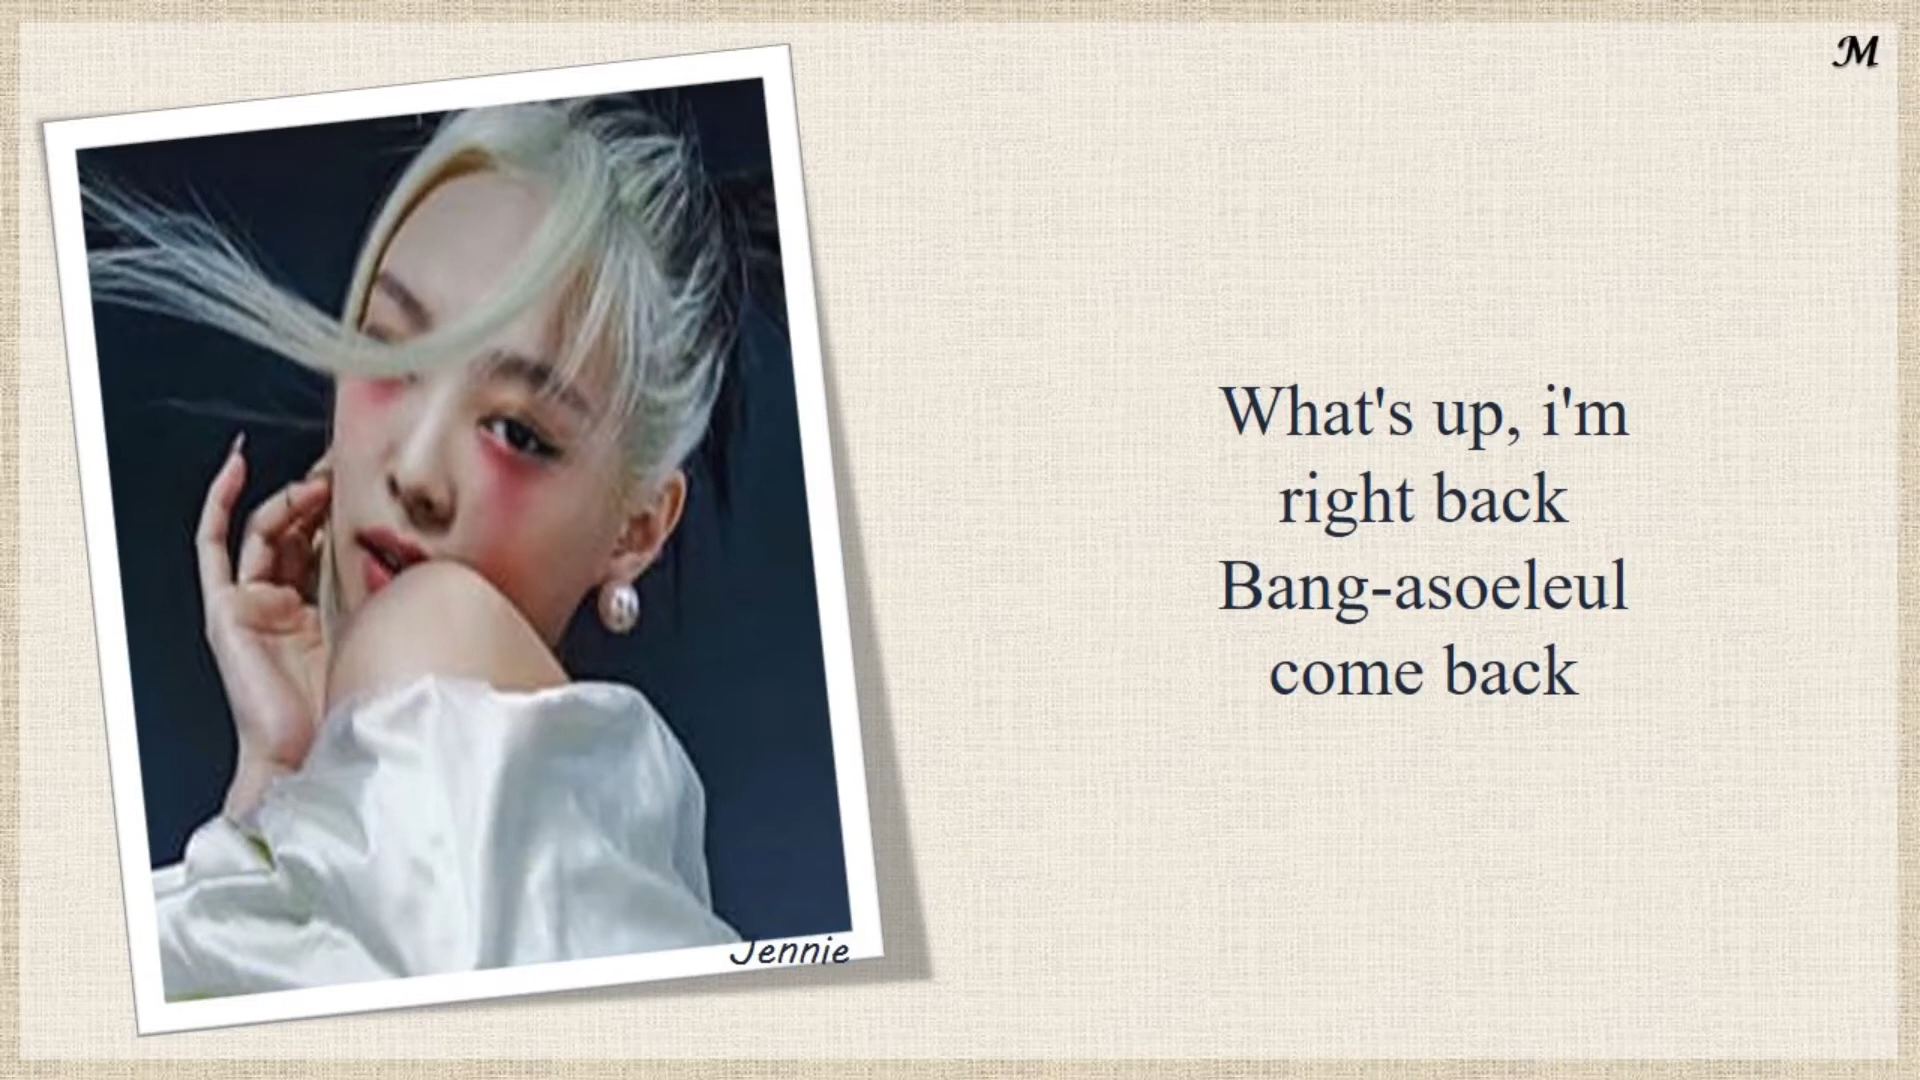 M
Jennie
What's up, i'm
right back
Bang-asoeleul
come back